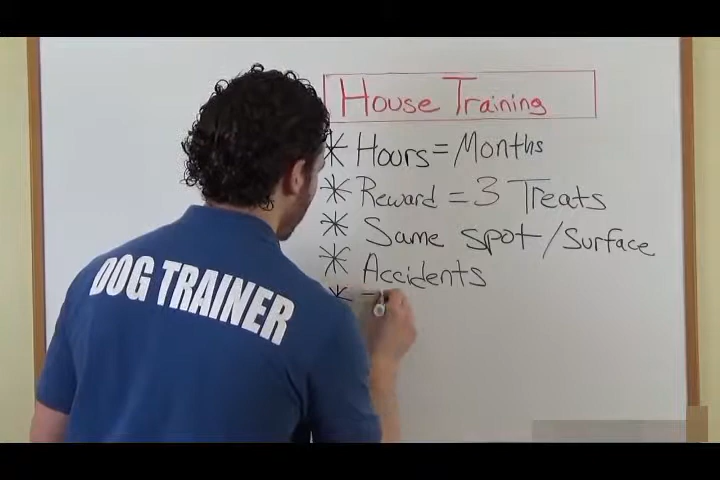 House Training
* Hours = Months
* Reward = 3 Treats
* Same spot / Surface
* Accidents
*
DOG TRAINER